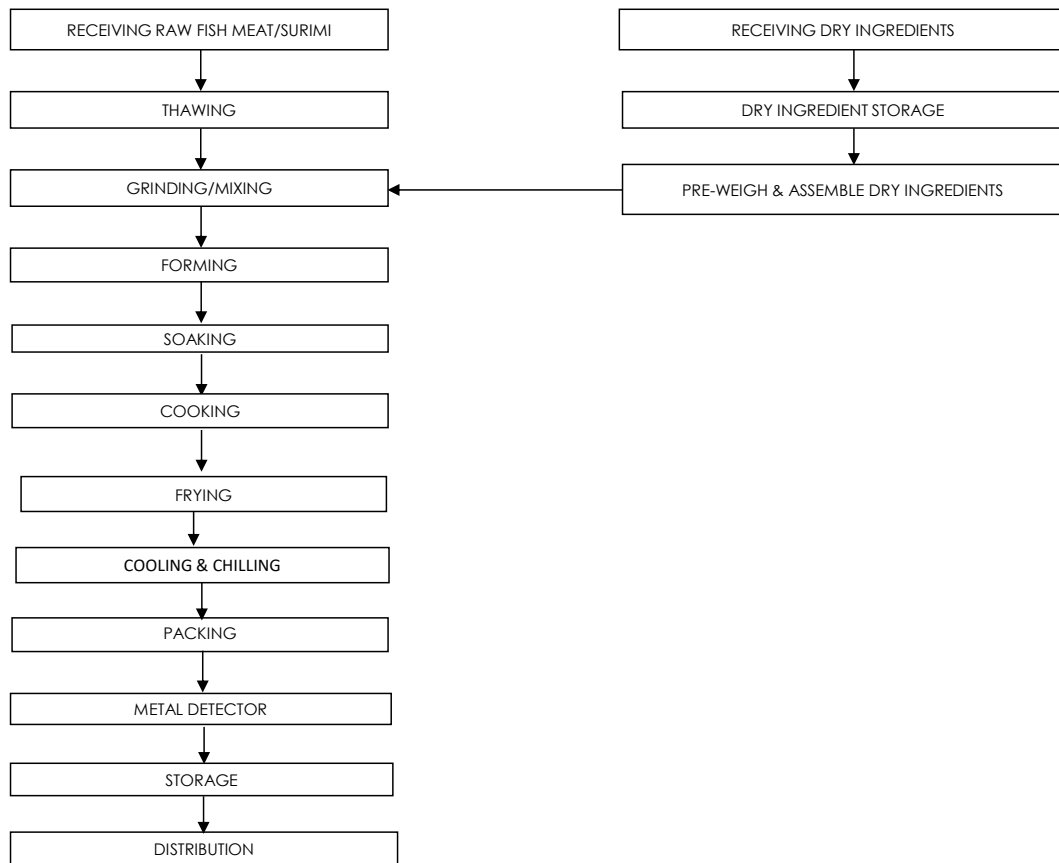 RECEIVING RAW FISH MEAT/SURIMI
RECEIVING DRY INGREDIENTS
THAWING
DRY INGREDIENT STORAGE
GRINDING/MIXING
PRE-WEIGH & ASSEMBLE DRY INGREDIENTS
FORMING
SOAKING
COOKING
FRYING
COOLING & CHILLING
PACKING
METAL DETECTOR
STORAGE
DISTRIBUTION